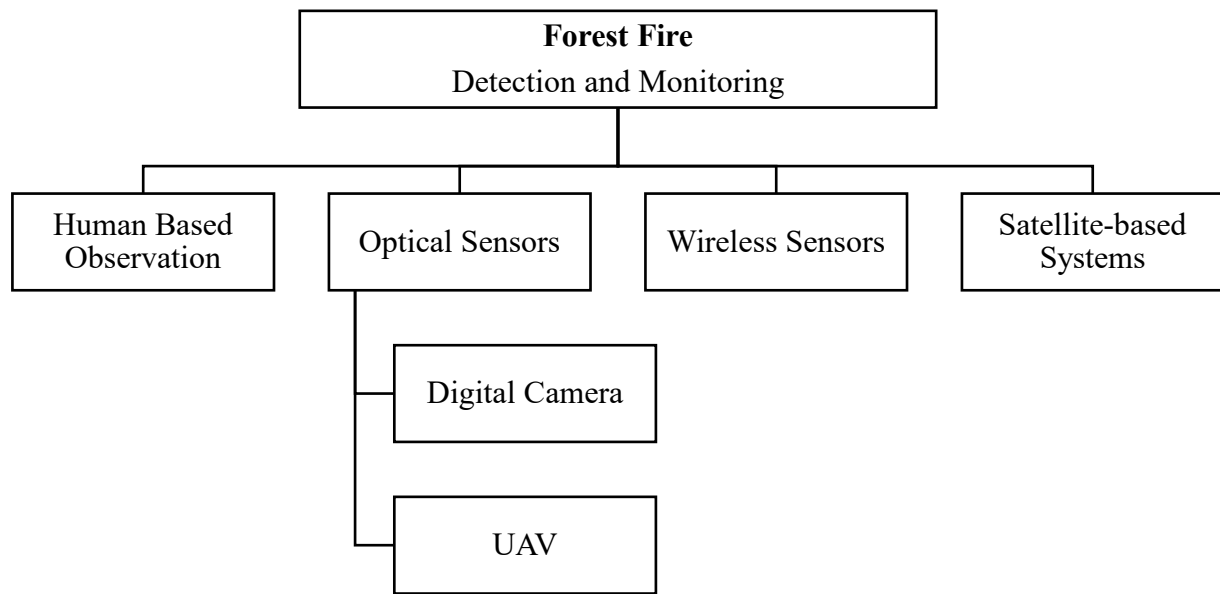 Forest Fire
Detection and Monitoring
Human Based
Observation
Optical Sensors
Wireless Sensors
Satellite-based
Systems
Digital Camera
UAV